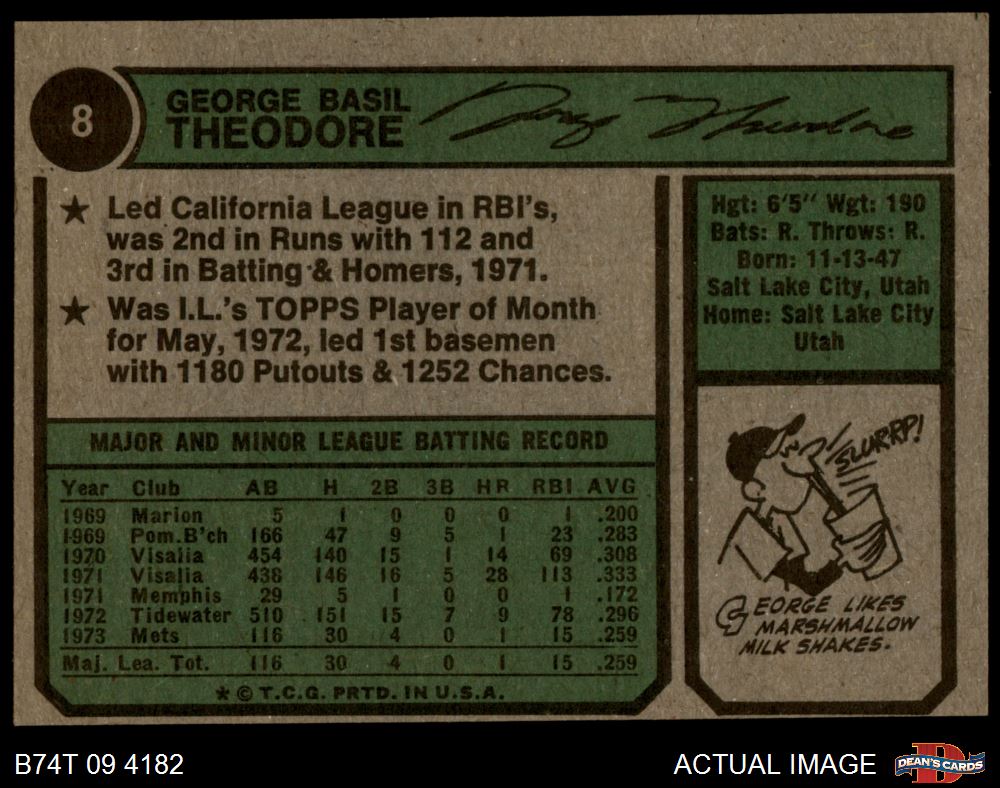 8
GEORGE BASIL
THEODORE
George Theodore
★ Led California League in RBI's,
was 2nd in Runs with 112 and
3rd in Batting & Homers, 1971.
★ Was I.L.'s TOPPS Player of Month
for May, 1972, led 1st basemen
with 1180 Putouts & 1252 Chances.
Hgt: 6'5" Wgt: 190
Bats: R. Throws: R.
Born: 11-13-47
Salt Lake City, Utah
Home: Salt Lake City
Utah
MAJOR AND MINOR LEAGUE BATTING RECORD
Year Club AB H 2B 3B HR RBI AVG
1969 Marion 5 1 0 0 0 1 .200
1969 Pom.B'ch 166 47 9 5 1 23 .283
1970 Visalia 454 140 15 1 14 69 .308
1971 Visalia 438 146 16 5 28 113 .333
1971 Memphis 29 5 1 0 0 1 .172
1972 Tidewater 510 151 15 7 9 78 .296
1973 Mets 116 30 4 0 1 15 .259
Maj. Lea. Tot. 116 30 4 0 1 15 .259
★ © T.C.G. PRTD. IN U.S.A.
SLURRP!
GEORGE LIKES
MARSHMALLOW
MILK SHAKES.
B74T 09 4182
ACTUAL IMAGE
D
DEAN'S CARDS